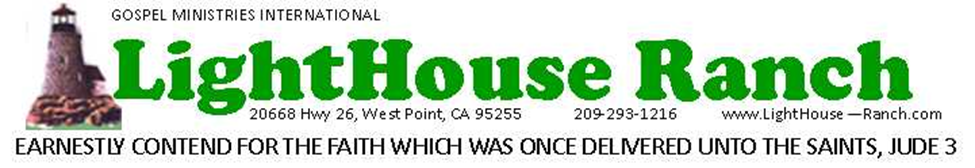 GOSPEL MINISTRIES INTERNATIONAL
LightHouse Ranch
20668 Hwy 26, West Point, CA 95255 209-293-1216 www.LightHouse—Ranch.com
EARNESTLY CONTEND FOR THE FAITH WHICH WAS ONCE DELIVERED UNTO THE SAINTS, JUDE 3